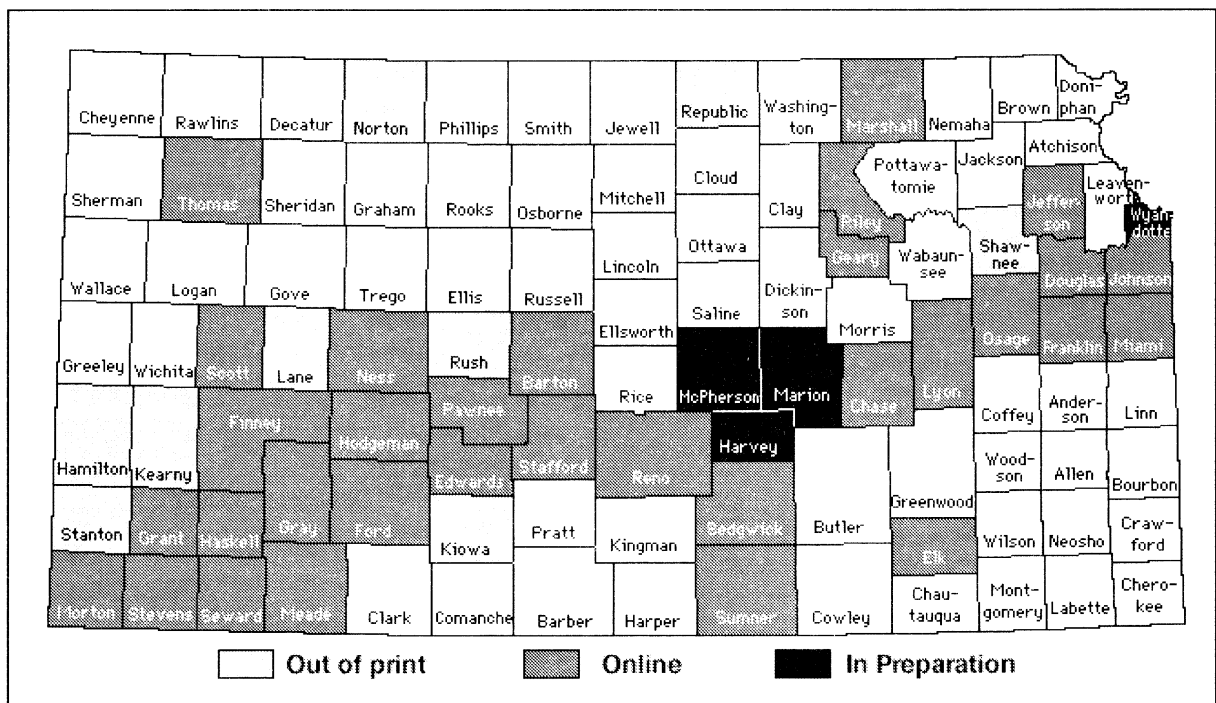 Cheyenne
Rawlins
Decatur
Norton
Phillips
Smith
Jewell
Republic
Washing-
ton
Marshall
Nemaha
Brown
Doni-
phan
Sherman
Thomas
Sheridan
Graham
Rooks
Osborne
Mitchell
Cloud
Clay
Riley
Pottawa-
tomie
Jackson
Atchison
Jeffer-
son
Leaven-
worth
Wyan-
dotte
Wallace
Logan
Gove
Trego
Ellis
Russell
Lincoln
Ottawa
Saline
Dickin-
son
Geary
Wabaun-
see
Shaw-
nee
Douglas
Johnson
Greeley
Wichita
Scott
Lane
Ness
Rush
Barton
Ellsworth
Rice
McPherson
Marion
Morris
Chase
Lyon
Osage
Franklin
Miami
Hamilton
Kearny
Finney
Hodgeman
Pawnee
Edwards
Stafford
Reno
Harvey
Coffey
Ander-
son
Linn
Stanton
Grant
Haskell
Gray
Ford
Kiowa
Pratt
Kingman
Sedgwick
Butler
Greenwood
Wood-
son
Allen
Bourbon
Morton
Stevens
Seward
Meade
Clark
Comanche
Barber
Harper
Sumner
Cowley
Elk
Chau-
tauqua
Wilson
Neosho
Craw-
ford
Mont-
gomery
Labette
Chero-
kee
Out of print
Online
In Preparation